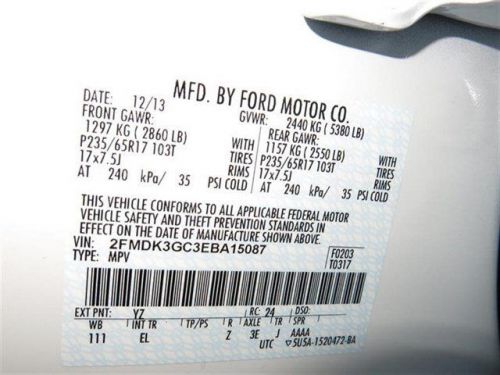 MFD. BY FORD MOTOR CO.
DATE: 12/13 GVWR: 2440 KG (5380 LB)
FRONT GAWR: REAR GAWR:
1297 KG (2860 LB) WITH 1157 KG (2550 LB) WITH
P235/65R17 103T TIRES P235/65R17 103T TIRES
17x7.5J RIMS 17x7.5J RIMS
AT 240 kPa/ 35 PSI COLD AT 240 kPa/ 35 PSI COLD
THIS VEHICLE CONFORMS TO ALL APPLICABLE FEDERAL MOTOR
VEHICLE SAFETY AND THEFT PREVENTION STANDARDS IN
EFFECT ON THE DATE OF MANUFACTURE SHOWN ABOVE.
VIN: 2FMDK3GC3EBA15087 F0203
TYPE: MPV T0317
EXT PNT: YZ RC: 24 DSO:
WB INT TR TP/PS R AXLE TR SPR
111 EL Z 3E J AAAA
UTC 5U5A-1520472-BA